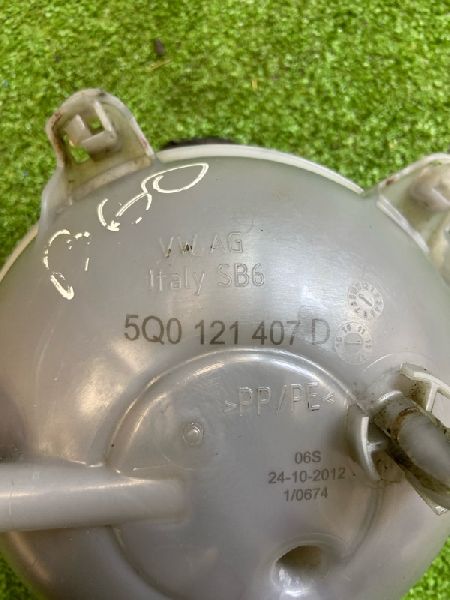 VW AG
Italy SB6
5Q0 121 407 D
>PP/PE<
06S
24-10-2012
1/0674